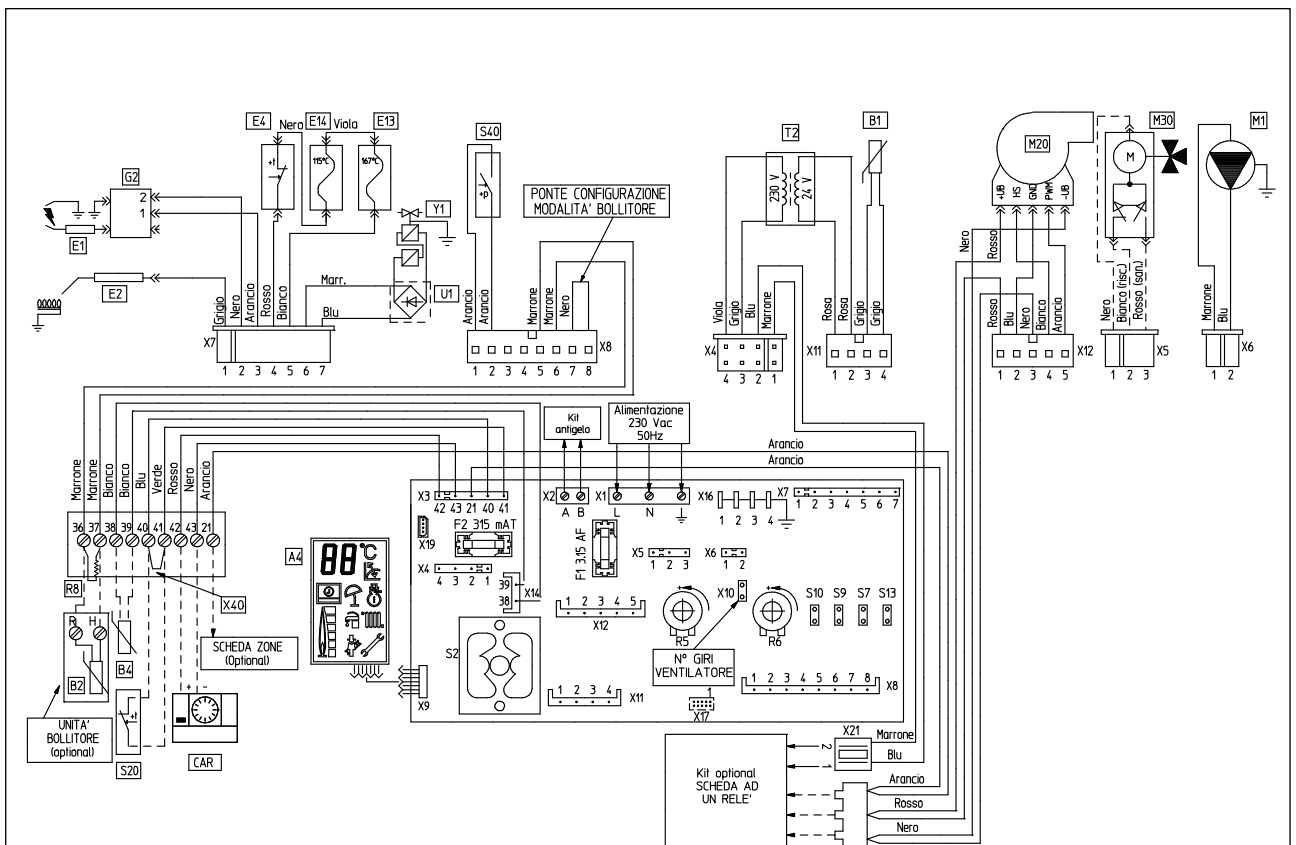 E4
Nero
E14
Viola
E13
+t
115°C
167°C
S40
+p
G2
2
1
E1
E2
Y1
U1
Marr.
Blu
Grigio
Nero
Arancio
Rosso
Bianco
X7
1 2 3 4 5 6 7
PONTE CONFIGURAZIONE
MODALITA' BOLLITORE
Arancio
Arancio
Marrone
Marrone
Nero
X8
1 2 3 4 5 6 7 8
T2
230 V
24 V
B1
Viola
Grigio
Blu
Marrone
X4
4 3 2 1
Rosa
Rosa
Grigio
Grigio
X11
1 2 3 4
M20
+UB
HS
GND
PWM
-UB
Nero
Rosso
Rosso
Blu
Nero
Bianco
Arancio
X12
1 2 3 4 5
M30
M
Nero
Bianco (risc.)
Rosso (san.)
X5
1 2 3
M1
Marrone
Blu
X6
1 2
Marrone
Marrone
Bianco
Bianco
Blu
Verde
Rosso
Nero
Arancio
36 37 38 39 40 41 42 43 21
R8
X40
R H
B2
B4
UNITA'
BOLLITORE
(optional)
+t
S20
+ -
CAR
SCHEDA ZONE
(Optional)
Kit
antigelo
Alimentazione
230 Vac
50Hz
Arancio
Arancio
X3
42 43 21 40 41
X2
A B
X1
L N
X16
1 2 3 4
X7
1 2 3 4 5 6 7
X19
F2 315 mAT
F1 3.15 AF
X4
4 3 2 1
X14
39
38
X5
1 2 3
X6
1 2
X10
S10 S9 S7 S13
X12
1 2 3 4 5
+
R5
+
R6
N° GIRI
VENTILATORE
A4
88 °C
S2
X9
1 2 3 4
X11
1
X17
1 2 3 4 5 6 7 8
X8
X21
Marrone
Blu
2
1
Kit optional
SCHEDA AD
UN RELE'
Arancio
Rosso
Nero